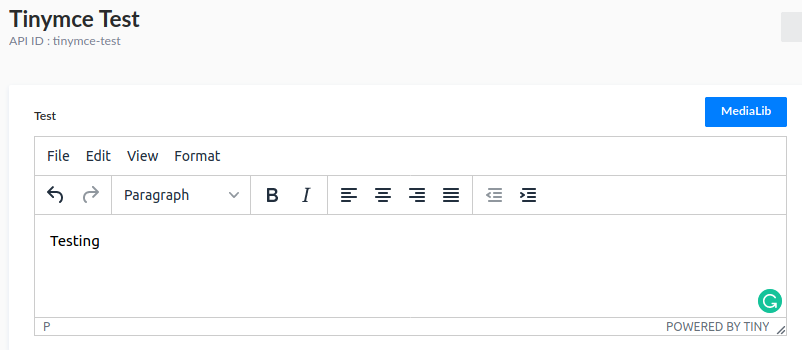 Tinymce Test
API ID : tinymce-test
Test
MediaLib
File Edit View Format
Paragraph B I
Testing
P POWERED BY TINY